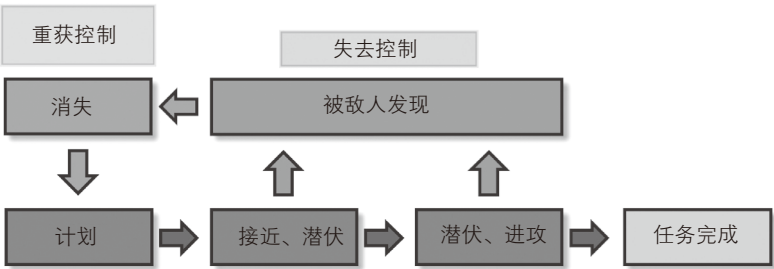 重获控制
失去控制
消失
被敌人发现
计划
接近、潜伏
潜伏、进攻
任务完成